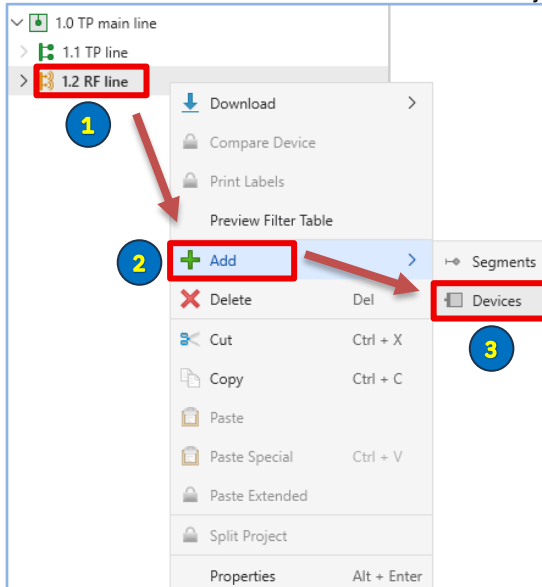 1.0 TP main line
1.1 TP line
1.2 RF line
1
Download
Compare Device
Print Labels
Preview Filter Table
2
Add
Segments
Delete Del
Devices
3
Cut Ctrl + X
Copy Ctrl + C
Paste
Paste Special Ctrl + V
Paste Extended
Split Project
Properties Alt + Enter